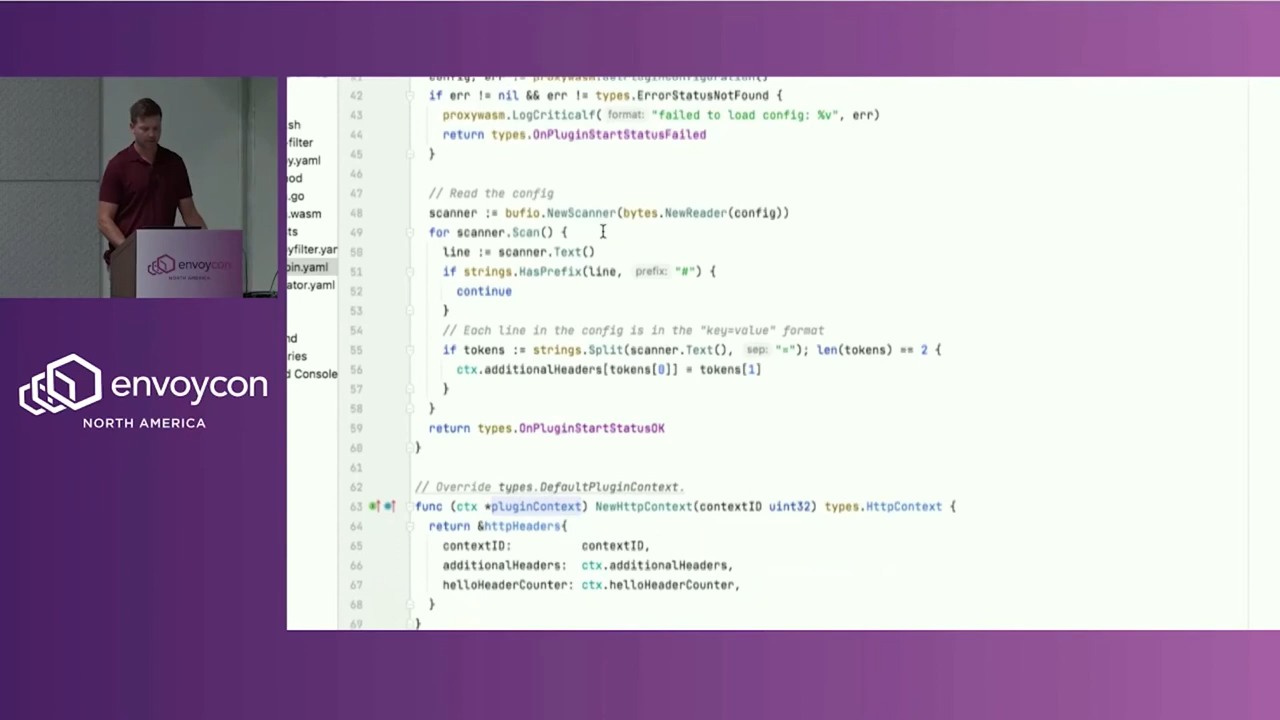 envoycon
NORTH AMERICA
envoycon
NORTH AMERICA
sh
-filter
y.yaml
nod
.go
.wasm
ts
yfilter.yar
bin.yaml
ator.yaml
nd
ries
d Console
41 config, err := proxywasm.GetPluginConfiguration()
42 if err != nil && err != types.ErrorStatusNotFound {
43 proxywasm.LogCriticalf( format: "failed to load config: %v", err)
44 return types.OnPluginStartStatusFailed
45 }
46
47 // Read the config
48 scanner := bufio.NewScanner(bytes.NewReader(config))
49 for scanner.Scan() {
50 line := scanner.Text()
51 if strings.HasPrefix(line, prefix: "#") {
52 continue
53 }
54 // Each line in the config is in the "key=value" format
55 if tokens := strings.Split(scanner.Text(), sep: "="); len(tokens) == 2 {
56 ctx.additionalHeaders[tokens[0]] = tokens[1]
57 }
58 }
59 return types.OnPluginStartStatusOK
60 }
61
62 // Override types.DefaultPluginContext.
63 func (ctx *pluginContext) NewHttpContext(contextID uint32) types.HttpContext {
64 return &httpHeaders{
65 contextID: contextID,
66 additionalHeaders: ctx.additionalHeaders,
67 helloHeaderCounter: ctx.helloHeaderCounter,
68 }
69 }